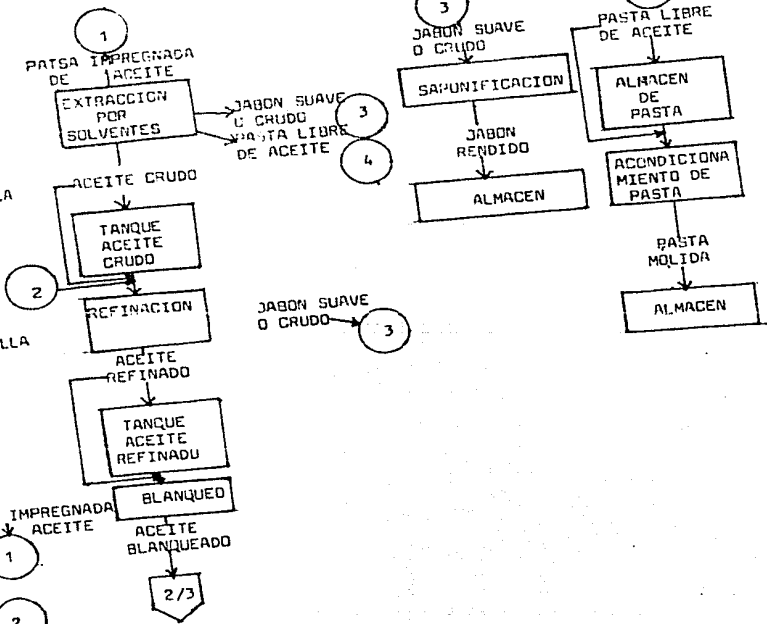 1
PATSA IMPREGNADA
DE ACEITE
EXTRACCION
POR
SOLVENTES
JABON SUAVE
O CRUDO
3
PASTA LIBRE
DE ACEITE
4
ACEITE CRUDO
TANQUE
ACEITE
CRUDO
2
REFINACION
JABON SUAVE
O CRUDO
3
ACEITE
REFINADO
TANQUE
ACEITE
REFINADO
BLANQUEO
ACEITE
BLANQUEADO
2/3
LA
LLA
IMPREGNADA
ACEITE
1
2
3
JABON SUAVE
O CRUDO
SAPONIFICACION
JABON
RENDIDO
ALMACEN
PASTA LIBRE
DE ACEITE
ALMACEN
DE
PASTA
ACONDICIONA
MIENTO DE
PASTA
PASTA
MOLIDA
ALMACEN